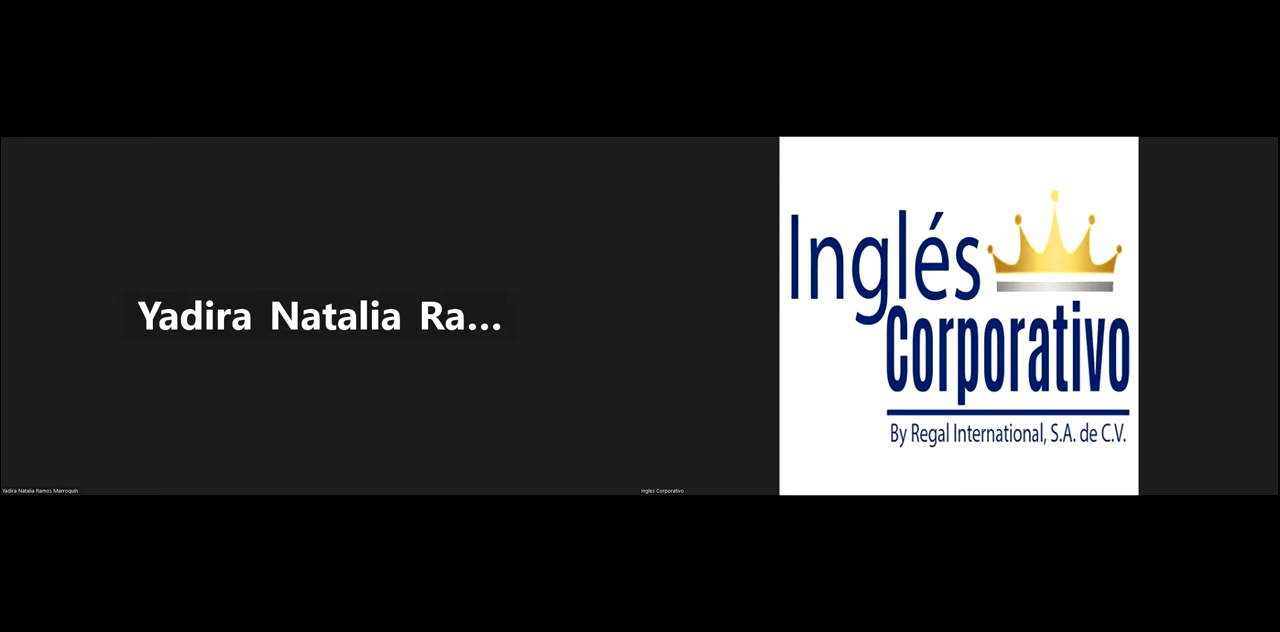 Yadira Natalia Ra...
Yadira Natalia Ramos Marroquin
Inglés
Corporativo
By Regal International, S.A. de C.V.
Ingles Corporativo